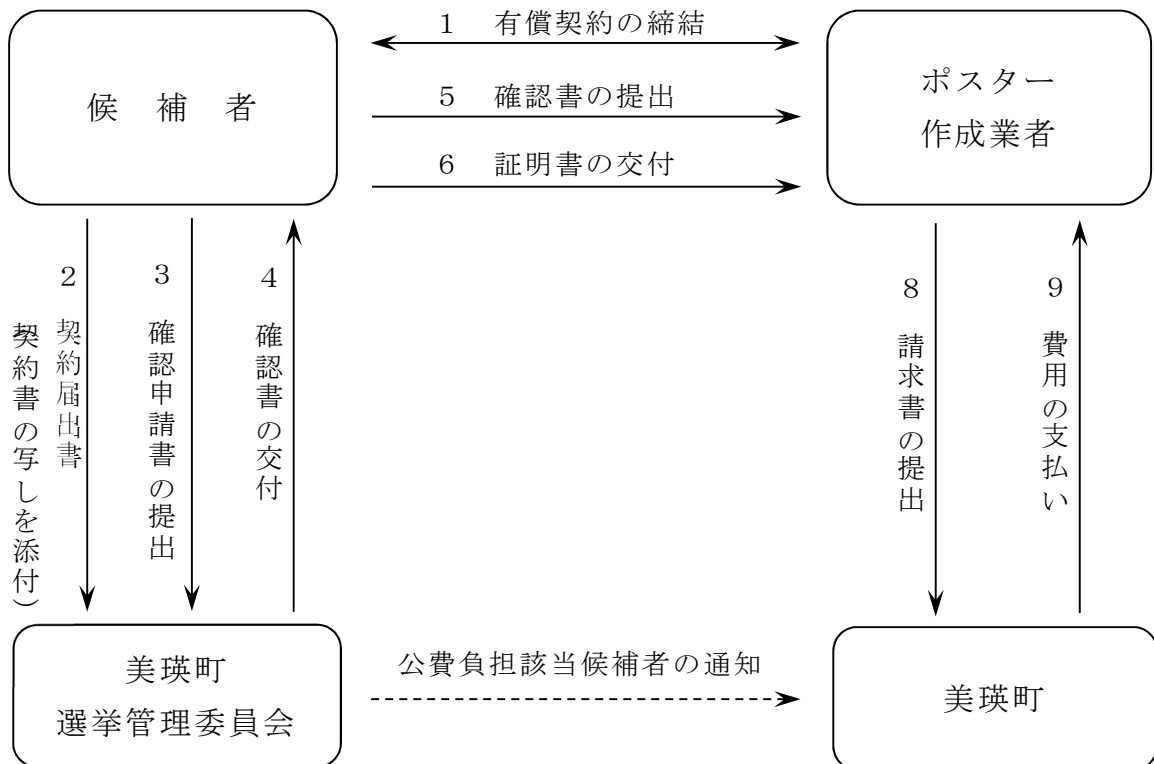 1　有償契約の締結
候　補　者
ポスター
作成業者
5　確認書の提出
6　証明書の交付
2　契約届出書
（契約書の写しを添付）
3　確認申請書の提出
4　確認書の交付
8　請求書の提出
9　費用の支払い
美瑛町
選挙管理委員会
公費負担該当候補者の通知
美瑛町